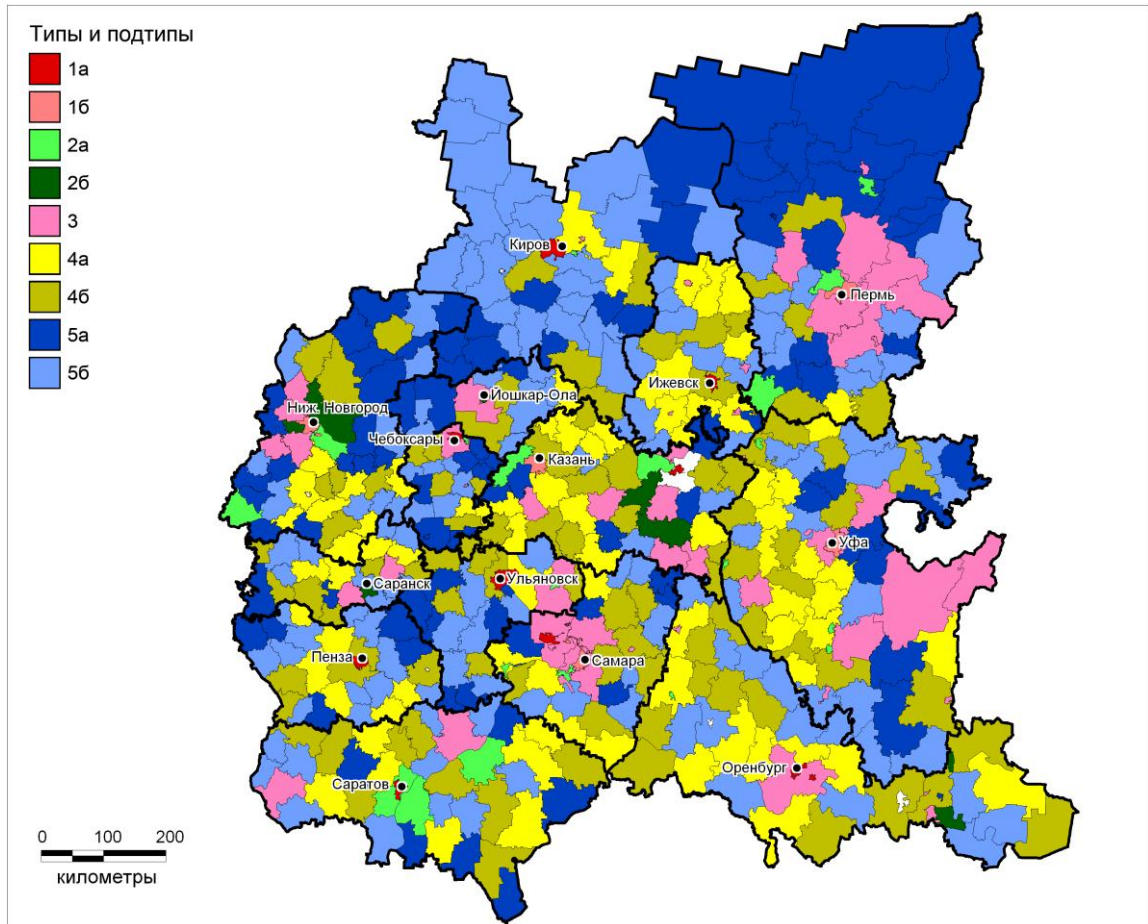 Типы и подтипы
1а
1б
2а
2б
3
4а
4б
5а
5б
Киров
Пермь
Ижевск
Йошкар-Ола
Ниж. Новгород
Чебоксары
Казань
Уфа
Ульяновск
Саранск
Пенза
Самара
Оренбург
Саратов
0 100 200
километры